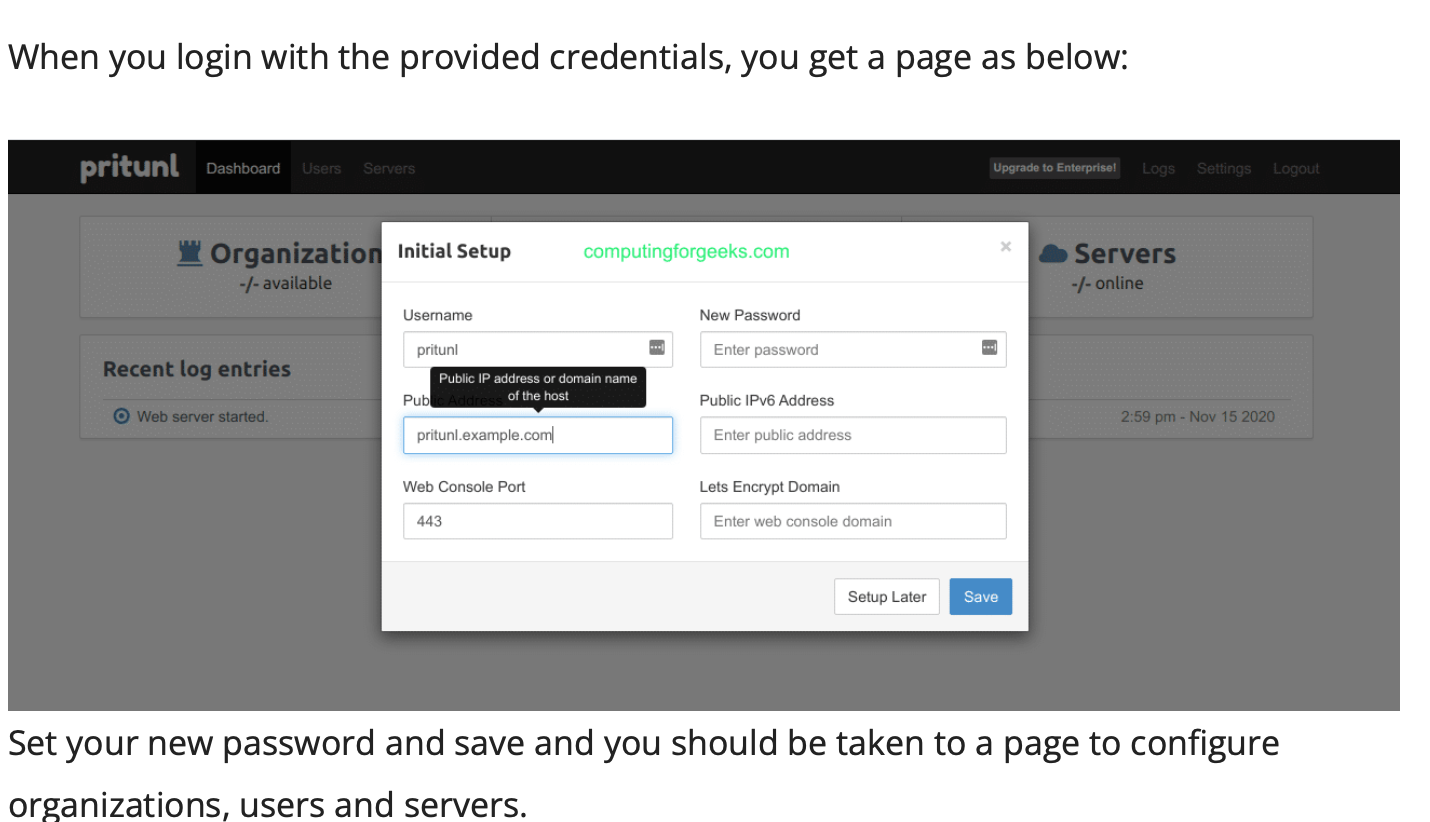 When you login with the provided credentials, you get a page as below:
pritunl Dashboard Users Servers Upgrade to Enterprise! Logs Settings Logout
Organization
-/- available
Servers
-/- online
Recent log entries
Web server started.
2:59 pm - Nov 15 2020
Initial Setup computingforgeeks.com ×
Username New Password
pritunl Enter password
Public IP address or domain name
of the host
Public Address Public IPv6 Address
pritunl.example.com Enter public address
Web Console Port Lets Encrypt Domain
443 Enter web console domain
Setup Later Save
Set your new password and save and you should be taken to a page to configure
organizations, users and servers.